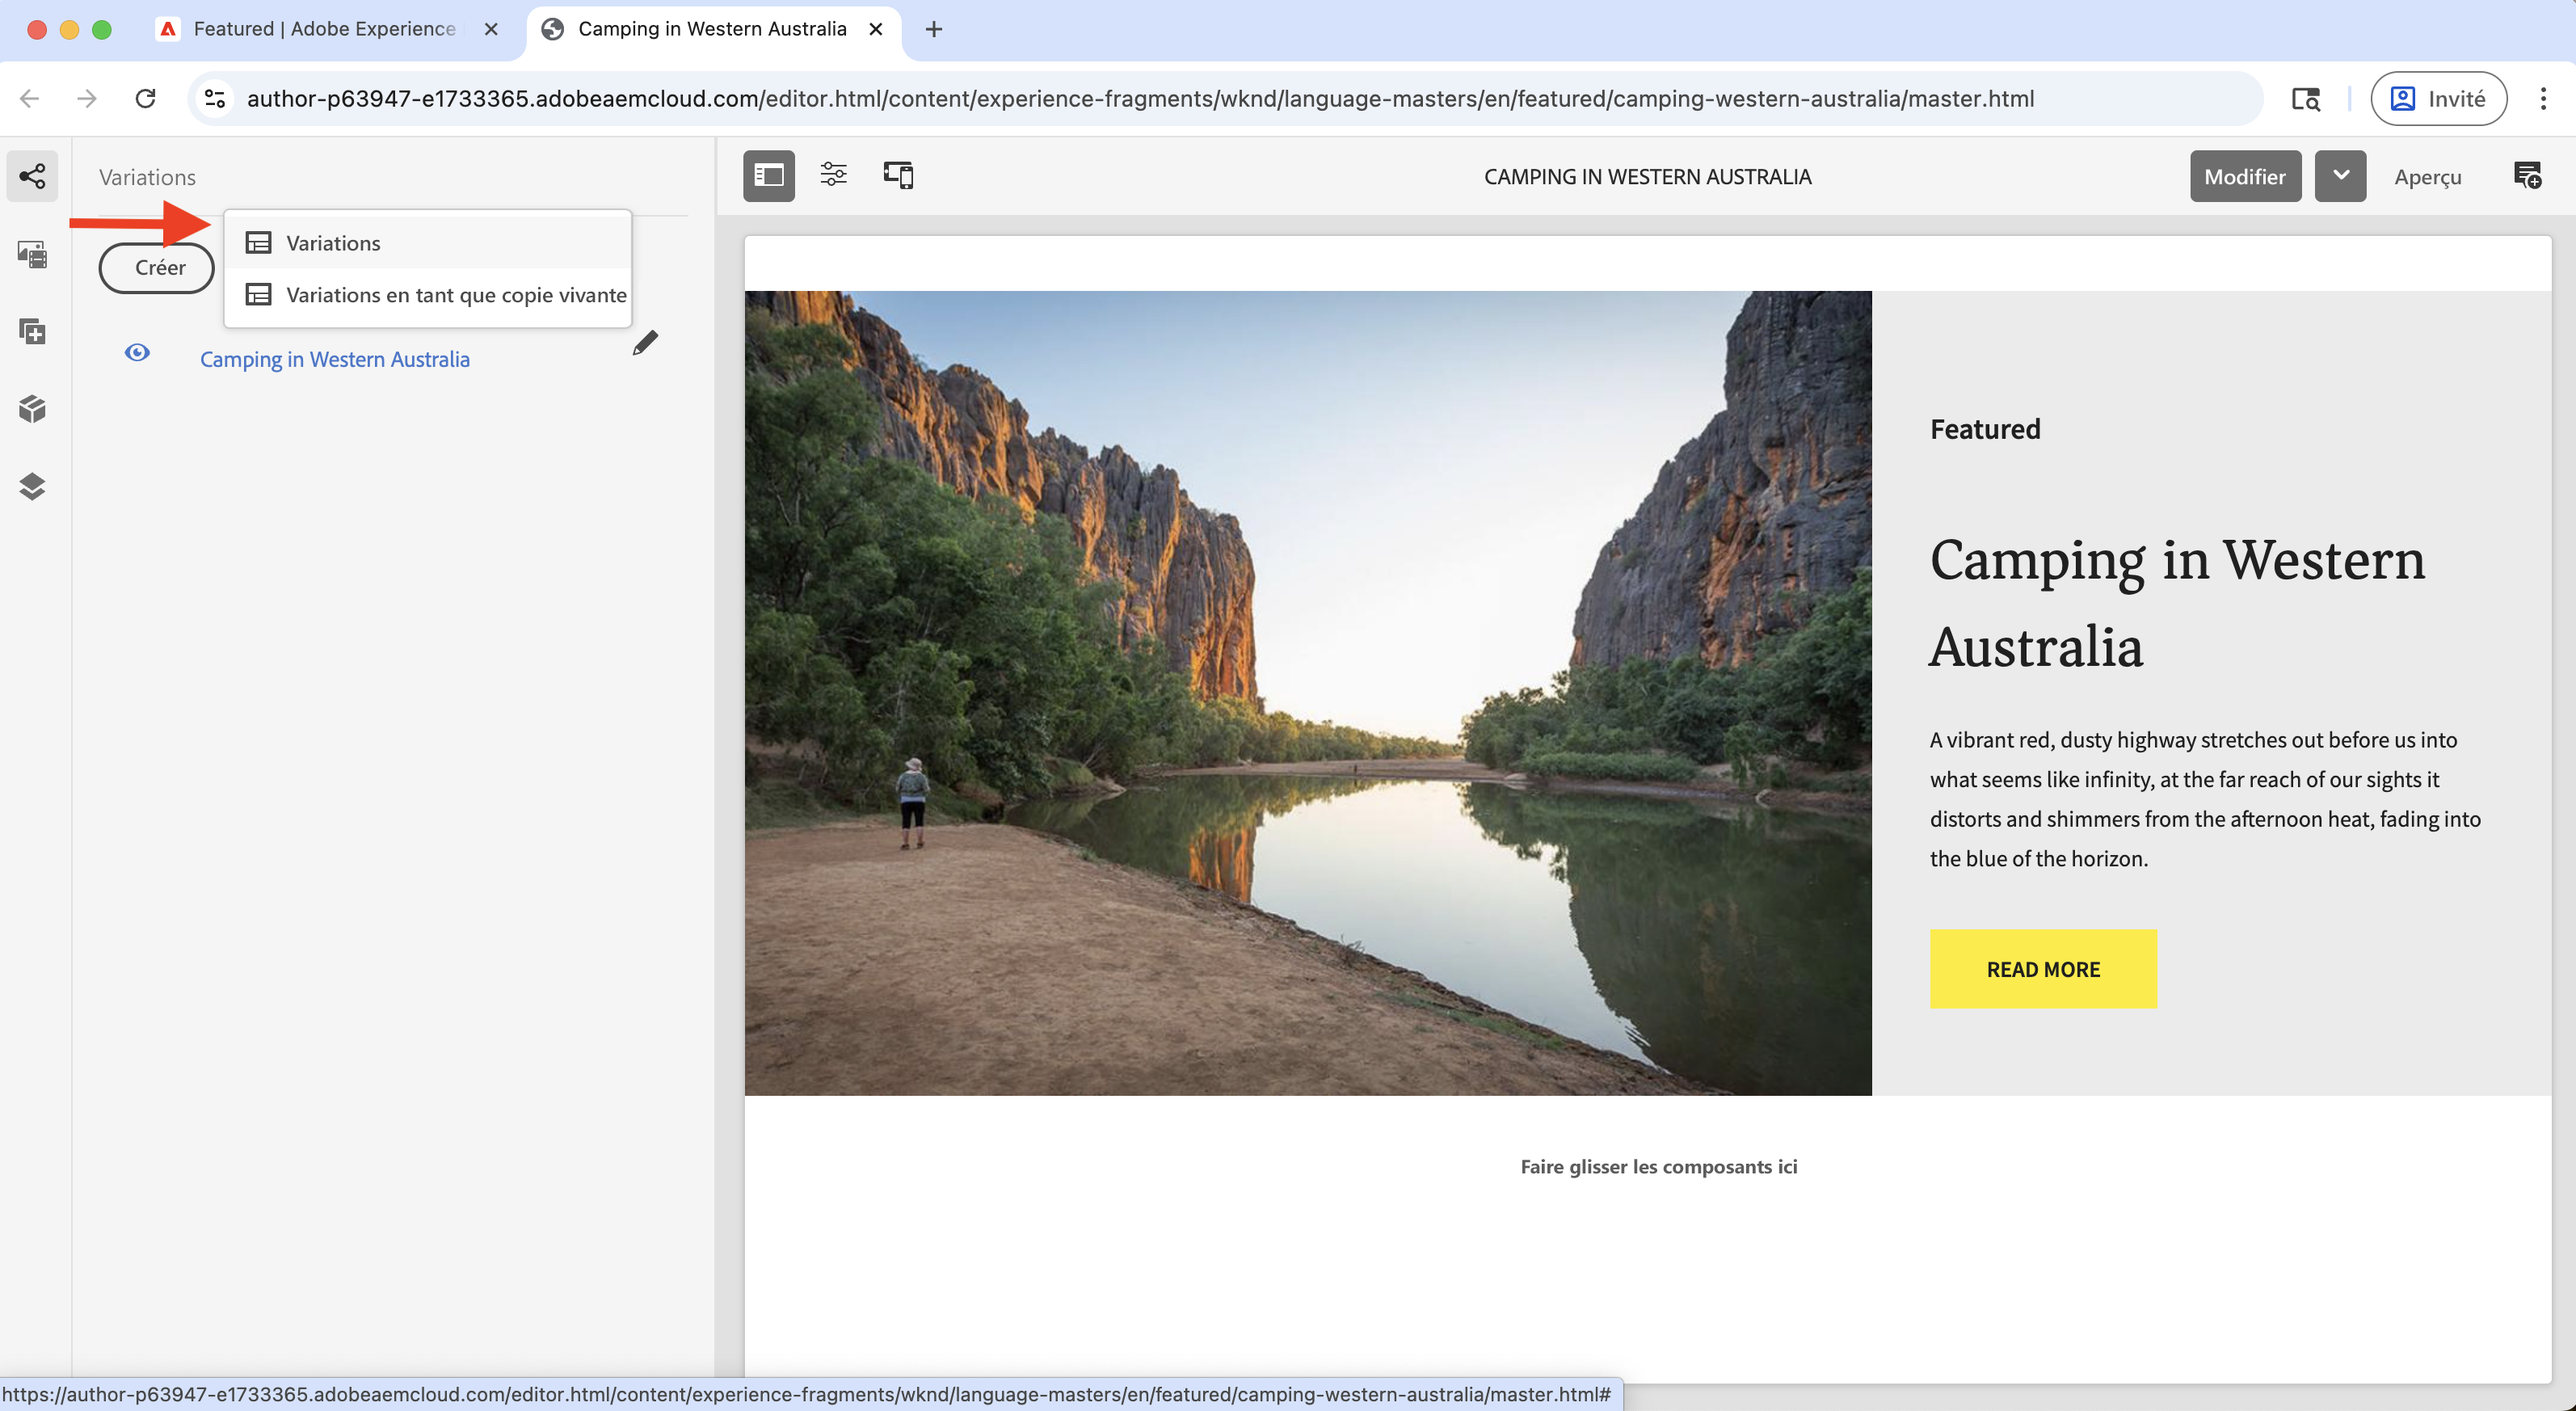 Featured | Adobe Experience
Camping in Western Australia
author-p63947-e1733365.adobeaemcloud.com/editor.html/content/experience-fragments/wknd/language-masters/en/featured/camping-western-australia/master.html
Invité
Variations
CAMPING IN WESTERN AUSTRALIA
Modifier
Aperçu
Créer
Variations
Variations en tant que copie vivante
Camping in Western Australia
Featured
Camping in Western
Australia
A vibrant red, dusty highway stretches out before us into
what seems like infinity, at the far reach of our sights it
distorts and shimmers from the afternoon heat, fading into
the blue of the horizon.
READ MORE
Faire glisser les composants ici
https://author-p63947-e1733365.adobeaemcloud.com/editor.html/content/experience-fragments/wknd/language-masters/en/featured/camping-western-australia/master.html#